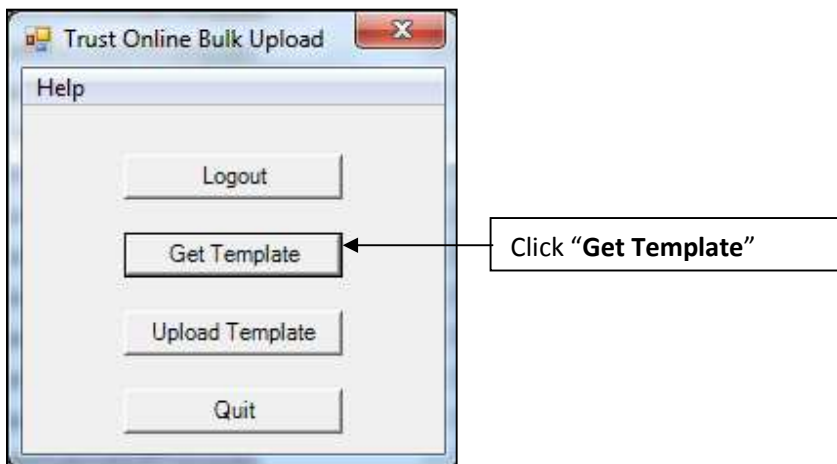 Trust Online Bulk Upload
Help
Logout
Get Template
Click “Get Template”
Upload Template
Quit